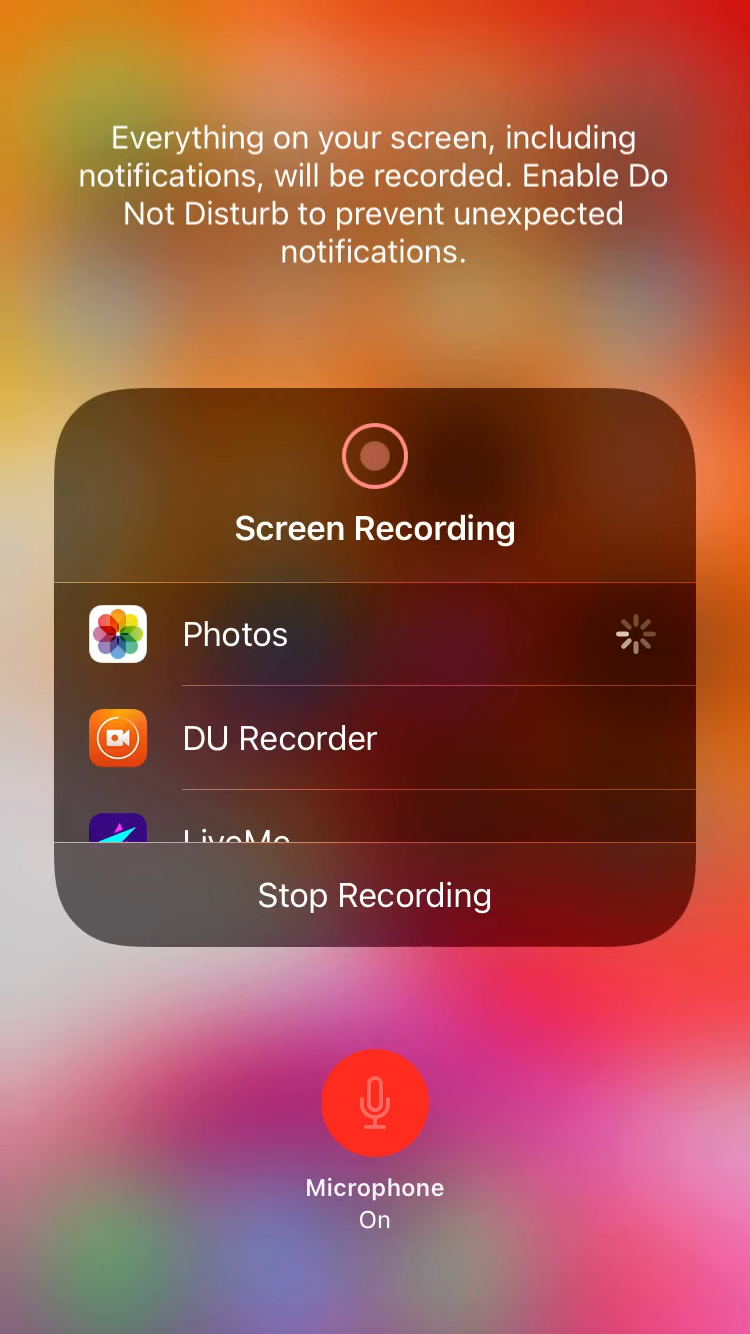 Everything on your screen, including
notifications, will be recorded. Enable Do
Not Disturb to prevent unexpected
notifications.
Screen Recording
Photos
DU Recorder
LiveMe
Stop Recording
Microphone
On